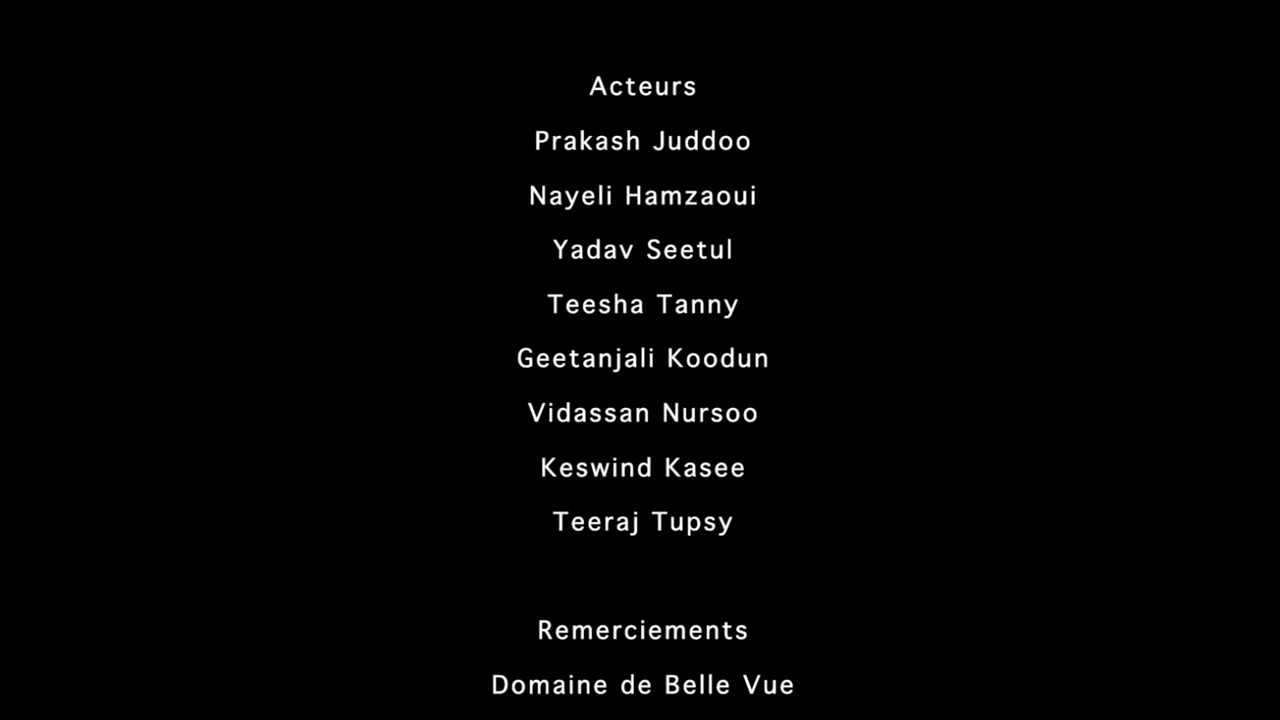 Acteurs
Prakash Juddoo
Nayeli Hamzaoui
Yadav Seetul
Teesha Tanny
Geetanjali Koodun
Vidassan Nursoo
Keswind Kasee
Teeraj Tupsy
Remerciements
Domaine de Belle Vue